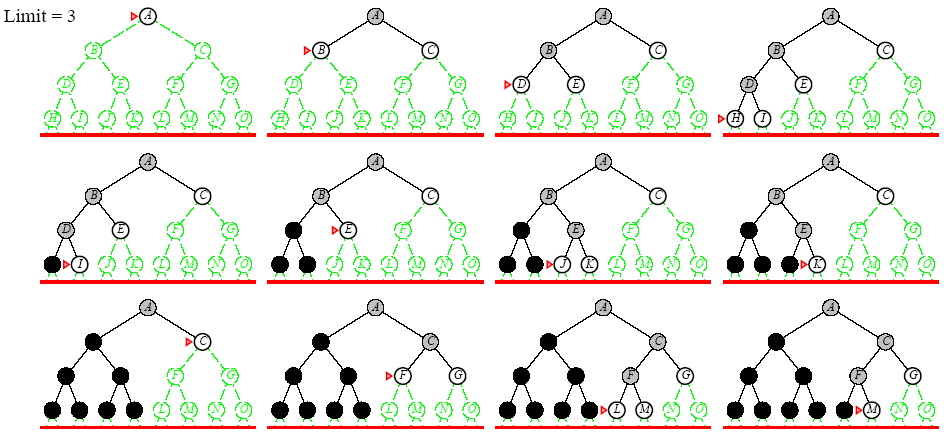 Limit = 3 A A A A
B C B C B C B C
D E F G D E F G D E F G D E F G
H I J K L M N O H I J K L M N O H I J K L M N O H I J K L M N O
A A A A
B C B C B C B C
D E F G E F G E F G E F G
I J K L M N O J K L M N O J K L M N O K L M N O
A A A A
C C C C
F G F G F G F G
L M N O L M N O L M N O M N O